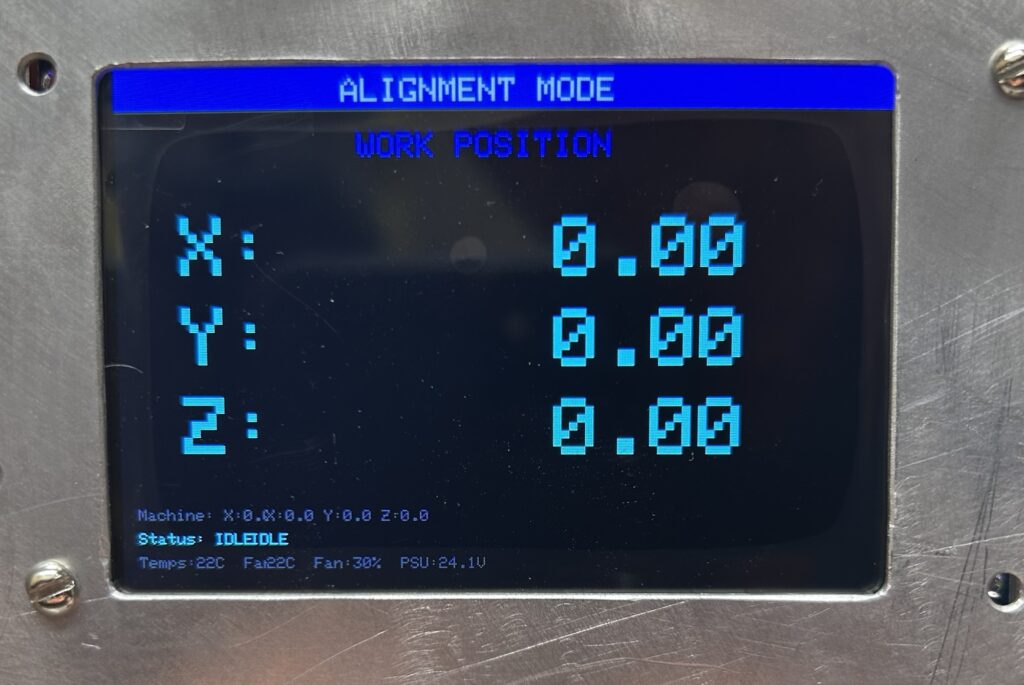 ALIGNMENT MODE
WORK POSITION
X: 0.00
Y: 0.00
Z: 0.00
Machine: X:0.0X:0.0 Y:0.0 Z:0.0
Status: IDLEIDLE
Temps:22C Fan22C Fan:30% PSU:24.1V